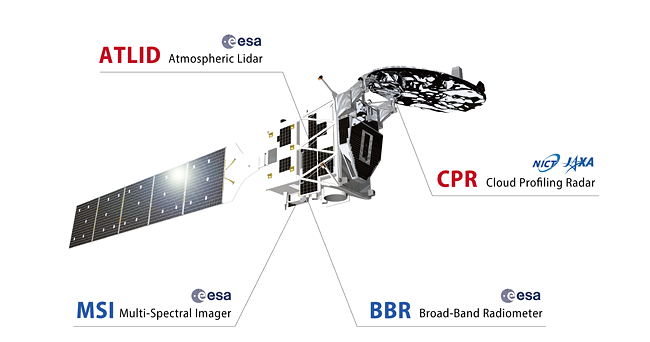 esa
ATLID Atmospheric Lidar
NICT JAXA
CPR Cloud Profiling Radar
esa
MSI Multi-Spectral Imager
esa
BBR Broad-Band Radiometer